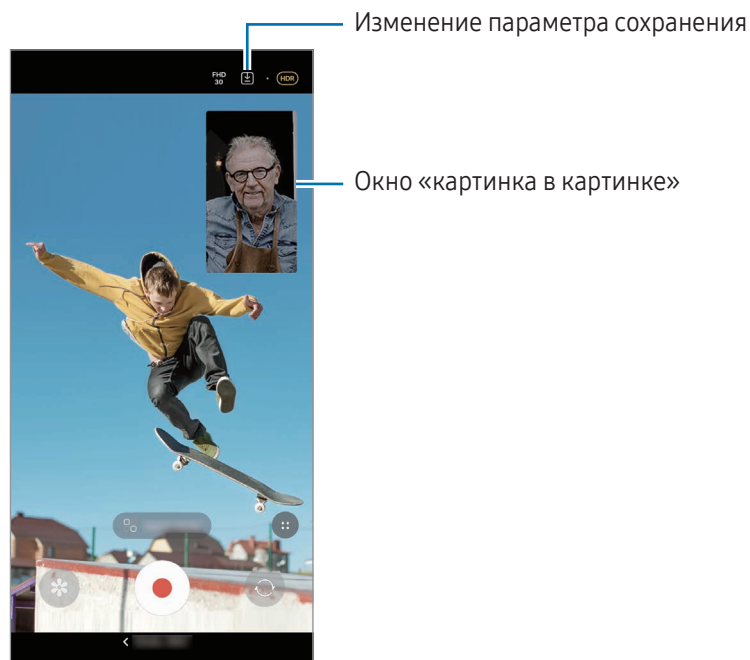 Изменение параметра сохранения
FHD
30
HDR
Окно «картинка в картинке»